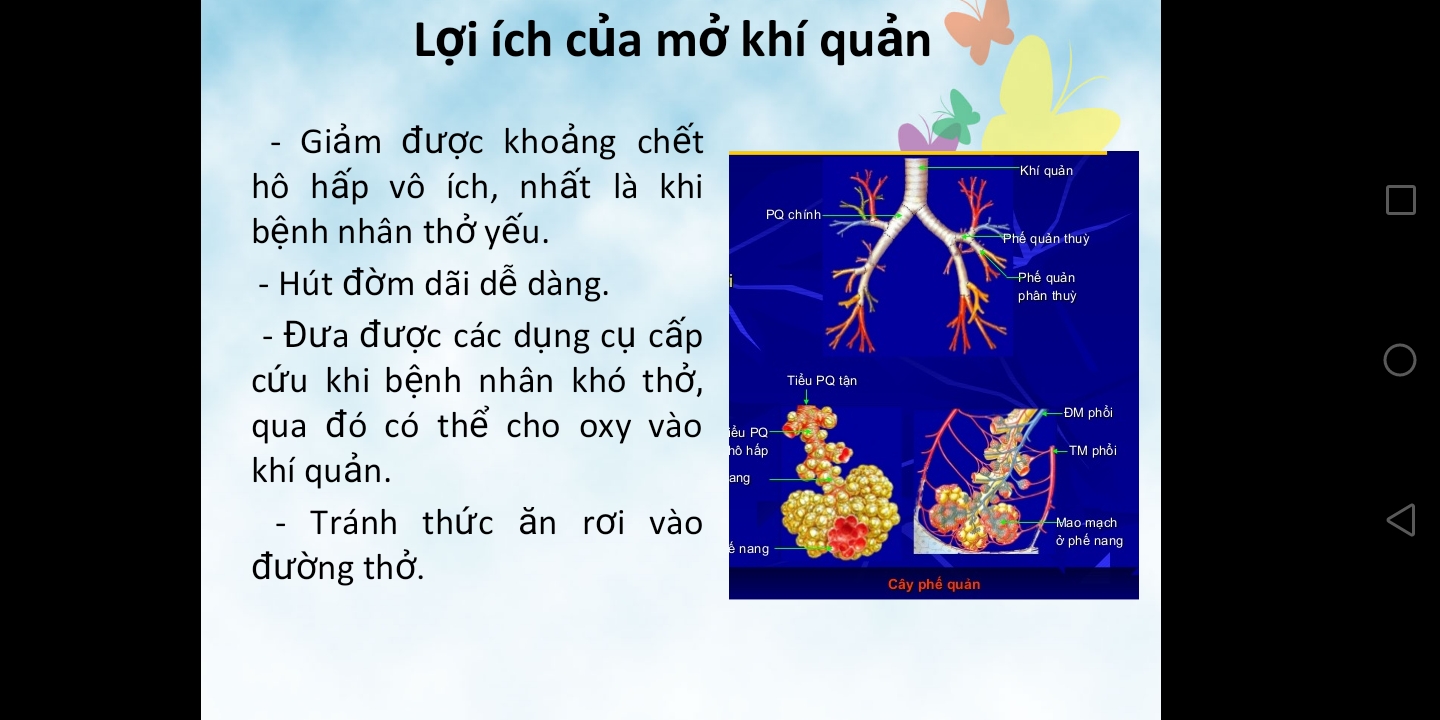 Lợi ích của mở khí quản
- Giảm được khoảng chết
hô hấp vô ích, nhất là khi
bệnh nhân thở yếu.
- Hút đờm dãi dễ dàng.
- Đưa được các dụng cụ cấp
cứu khi bệnh nhân khó thở,
qua đó có thể cho oxy vào
khí quản.
- Tránh thức ăn rơi vào
đường thở.
Khí quản
PQ chính
Phế quản thuỳ
Phế quản
phân thuỳ
i
Tiểu PQ tận
iểu PQ
hô hấp
ang
ế nang
ĐM phổi
TM phổi
Mao mạch
ở phế nang
Cây phế quản